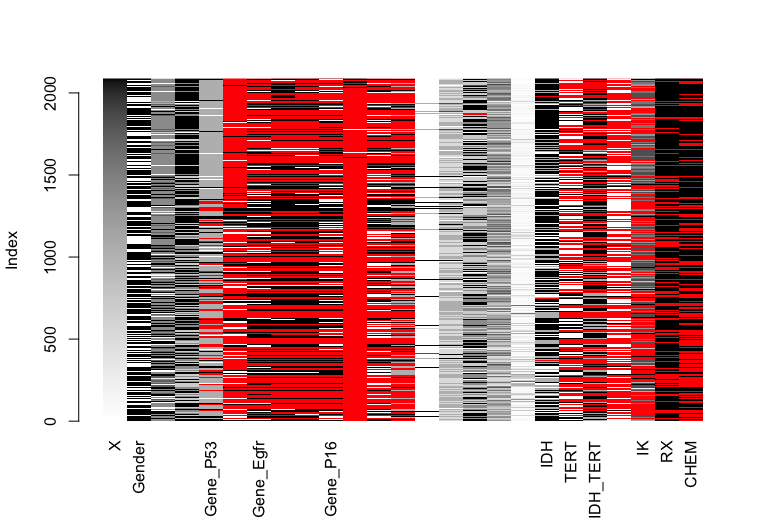 2000
1500
1000
500
0
Index
X
Gender
Gene_P53
Gene_Egfr
Gene_P16
IDH
TERT
IDH_TERT
IK
RX
CHEM